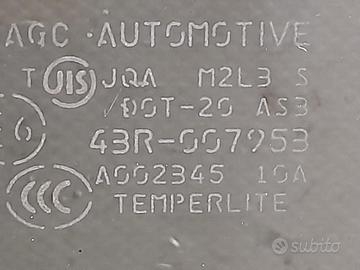 AGC · AUTOMOTIVE
T JIS JQA M2L3 S
DOT-20 AS3
6 43R-007953
CCC A002345 10A
TEMPERLITE
subito